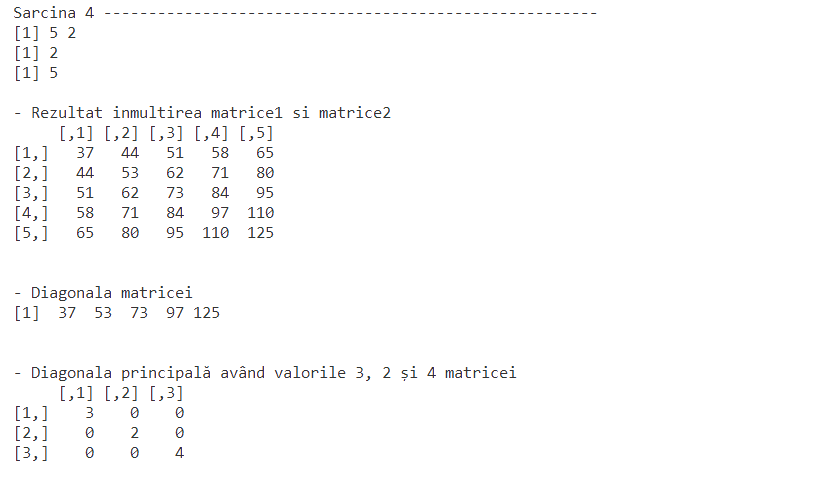 Sarcina 4 -------------------------------------------------------
[1] 5 2
[1] 2
[1] 5
- Rezultat inmultirea matrice1 si matrice2
     [,1] [,2] [,3] [,4] [,5]
[1,]   37   44   51   58   65
[2,]   44   53   62   71   80
[3,]   51   62   73   84   95
[4,]   58   71   84   97  110
[5,]   65   80   95  110  125
- Diagonala matricei
[1]  37  53  73  97 125
- Diagonala principală având valorile 3, 2 și 4 matricei
     [,1] [,2] [,3]
[1,]    3    0    0
[2,]    0    2    0
[3,]    0    0    4